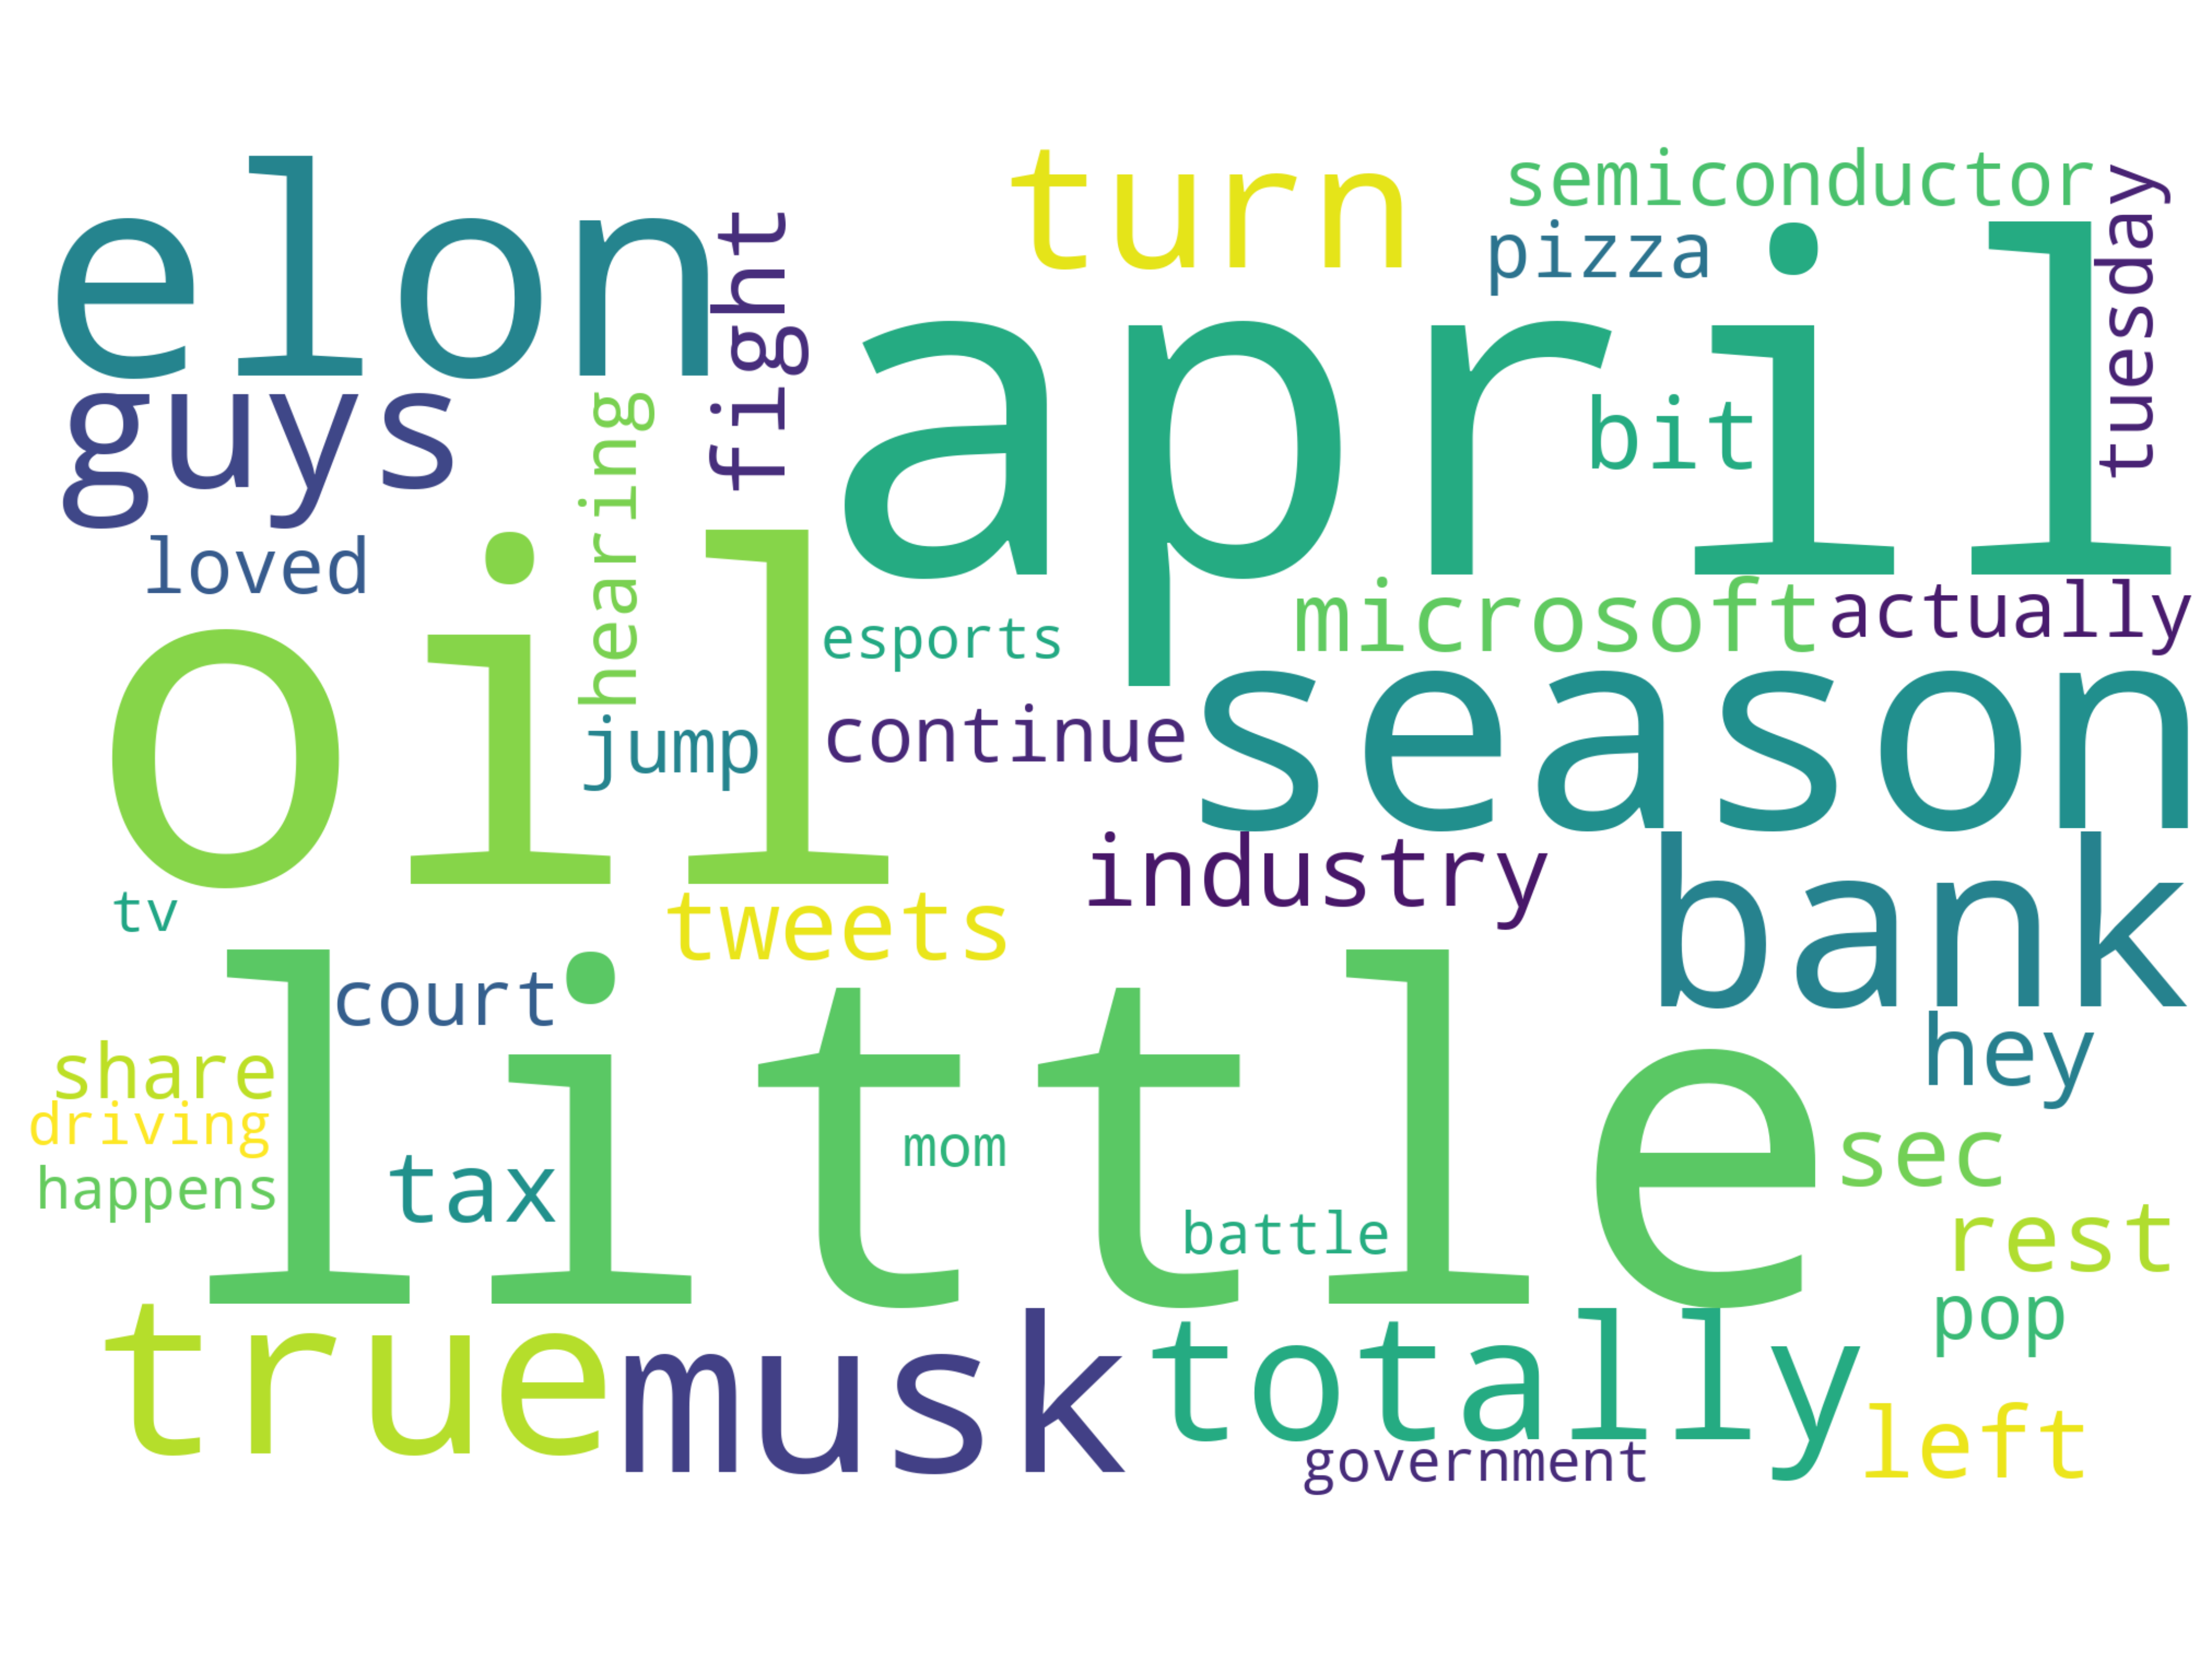 elon
turn
semiconductor
pizza
tuesday
fight
april
guys
bit
hearing
loved
oil
esports
microsoft
actually
season
continue
jump
industry
bank
tv
tweets
court
little
hey
share
driving
happens
tax
mom
sec
battle
rest
pop
true
musk
totally
left
government